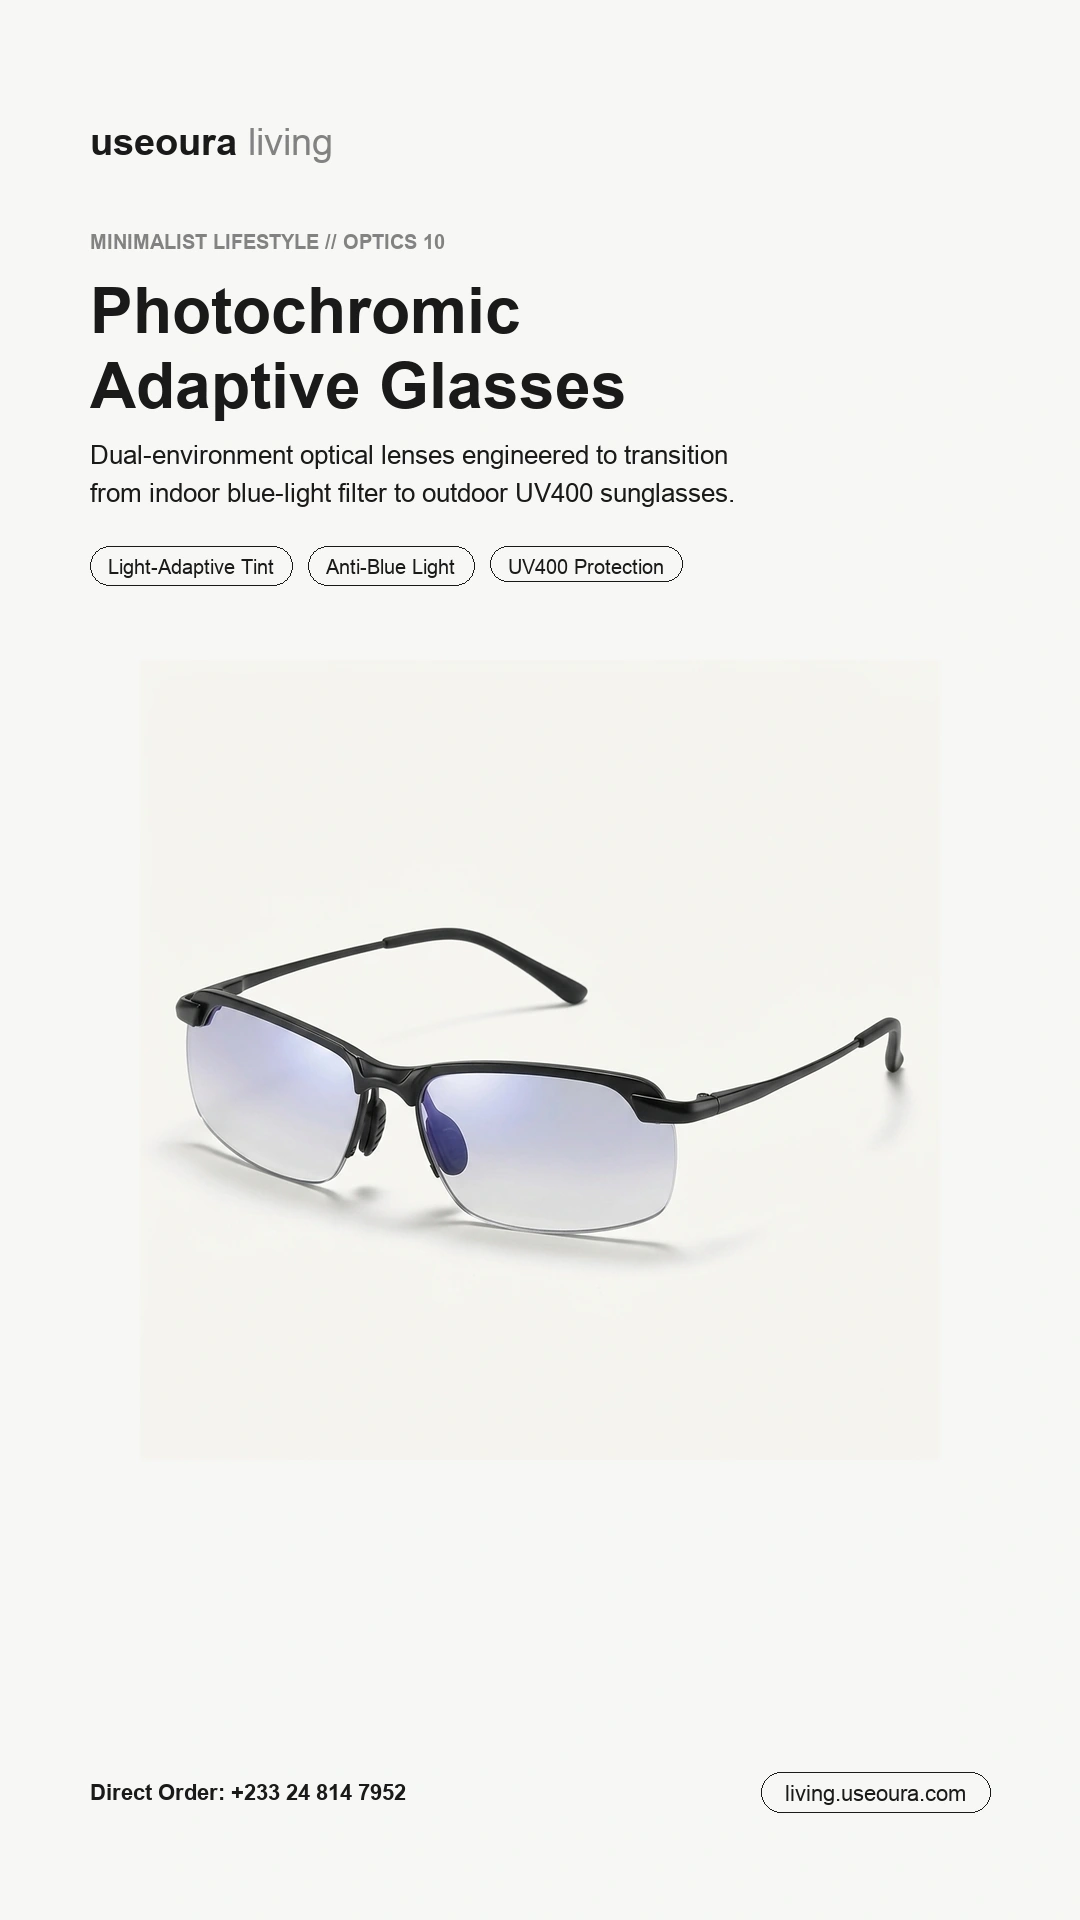 useoura living
MINIMALIST LIFESTYLE // OPTICS 10
Photochromic
Adaptive Glasses
Dual-environment optical lenses engineered to transition
from indoor blue-light filter to outdoor UV400 sunglasses.
Light-Adaptive Tint
Anti-Blue Light
UV400 Protection
Direct Order: +233 24 814 7952
living.useoura.com